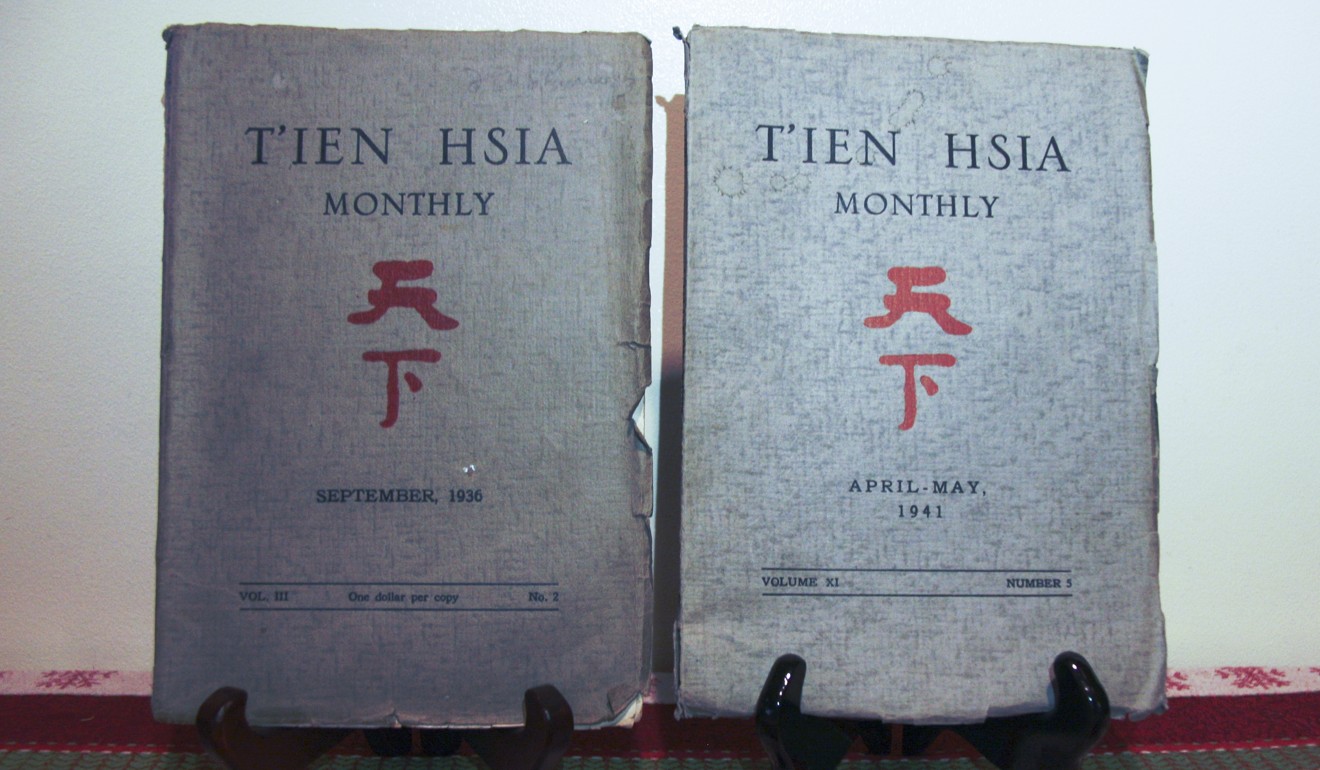 T'IEN HSIA
MONTHLY
天
下
SEPTEMBER, 1936
VOL. III One dollar per copy No. 2
T'IEN HSIA
MONTHLY
天
下
APRIL-MAY,
1941
VOLUME XI NUMBER 5